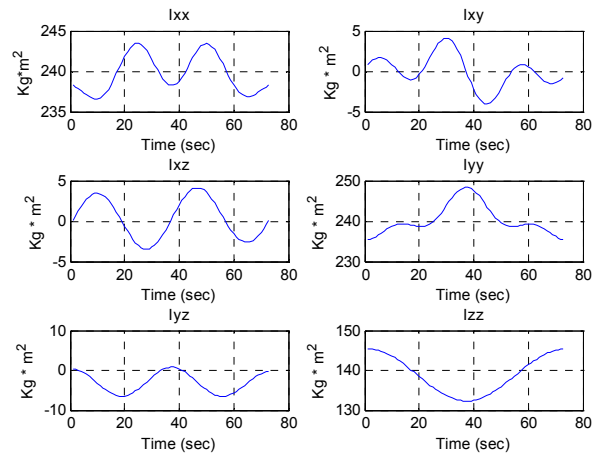 Ixx
Ixy
Kg*m²
245
240
235
0 20 40 60 80
Time (sec)
Kg * m²
5
0
-5
0 20 40 60 80
Time (sec)
Ixz
Iyy
Kg * m²
5
0
-5
0 20 40 60 80
Time (sec)
Kg * m²
250
240
230
0 20 40 60 80
Time (sec)
Iyz
Izz
Kg * m²
10
0
-10
0 20 40 60 80
Time (sec)
Kg * m²
150
140
130
0 20 40 60 80
Time (sec)